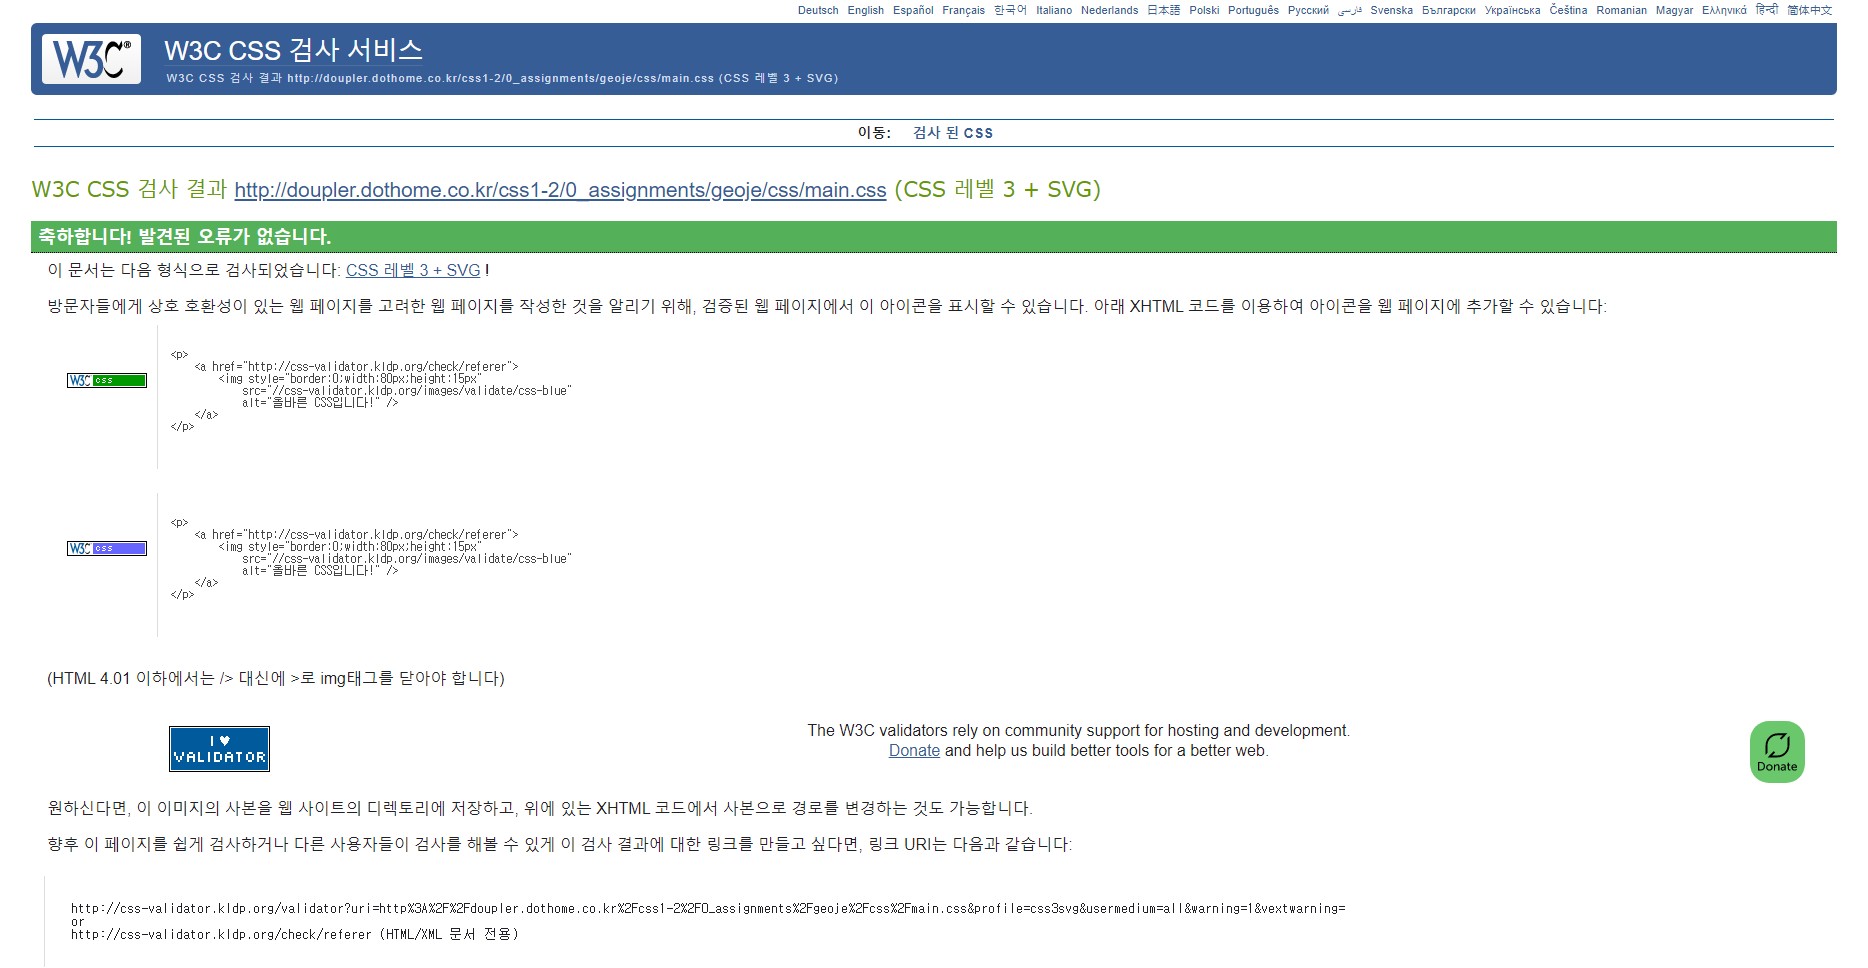 Deutsch English Español Français 한국어 Italiano Nederlands 日本語 Polski Português Русский فارسی Svenska Български Українська Čeština Romanian Magyar Ελληνικά हिन्दी 简体中文
W3C®
W3C CSS 검사 서비스
W3C CSS 검사 결과 http://doupler.dothome.co.kr/css1-2/0_assignments/geoje/css/main.css (CSS 레벨 3 + SVG)
이동: 검사 된 CSS
W3C CSS 검사 결과 http://doupler.dothome.co.kr/css1-2/0_assignments/geoje/css/main.css (CSS 레벨 3 + SVG)
축하합니다! 발견된 오류가 없습니다.
이 문서는 다음 형식으로 검사되었습니다: CSS 레벨 3 + SVG !
방문자들에게 상호 호환성이 있는 웹 페이지를 고려한 웹 페이지를 작성한 것을 알리기 위해, 검증된 웹 페이지에서 이 아이콘을 표시할 수 있습니다. 아래 XHTML 코드를 이용하여 아이콘을 웹 페이지에 추가할 수 있습니다:
W3C css
<p>
<a href="http://css-validator.kldp.org/check/referer">
<img style="border:0;width:80px;height:15px"
src="//css-validator.kldp.org/images/validate/css-blue"
alt="올바른 CSS입니다!" />
</a>
</p>
W3C css
<p>
<a href="http://css-validator.kldp.org/check/referer">
<img style="border:0;width:80px;height:15px"
src="//css-validator.kldp.org/images/validate/css-blue"
alt="올바른 CSS입니다!" />
</a>
</p>
(HTML 4.01 이하에서는 /> 대신에 >로 img태그를 닫아야 합니다)
I ♥
VALIDATOR
The W3C validators rely on community support for hosting and development.
Donate and help us build better tools for a better web.
Donate
원하신다면, 이 이미지의 사본을 웹 사이트의 디렉토리에 저장하고, 위에 있는 XHTML 코드에서 사본으로 경로를 변경하는 것도 가능합니다.
향후 이 페이지를 쉽게 검사하거나 다른 사용자들이 검사를 해볼 수 있게 이 검사 결과에 대한 링크를 만들고 싶다면, 링크 URI는 다음과 같습니다:
http://css-validator.kldp.org/validator?uri=http%3A%2F%2Fdoupler.dothome.co.kr%2Fcss1-2%2F0_assignments%2Fgeoje%2Fcss%2Fmain.css&profile=css3svg&usermedium=all&warning=1&vextwarning=
or
http://css-validator.kldp.org/check/referer (HTML/XML 문서 전용)